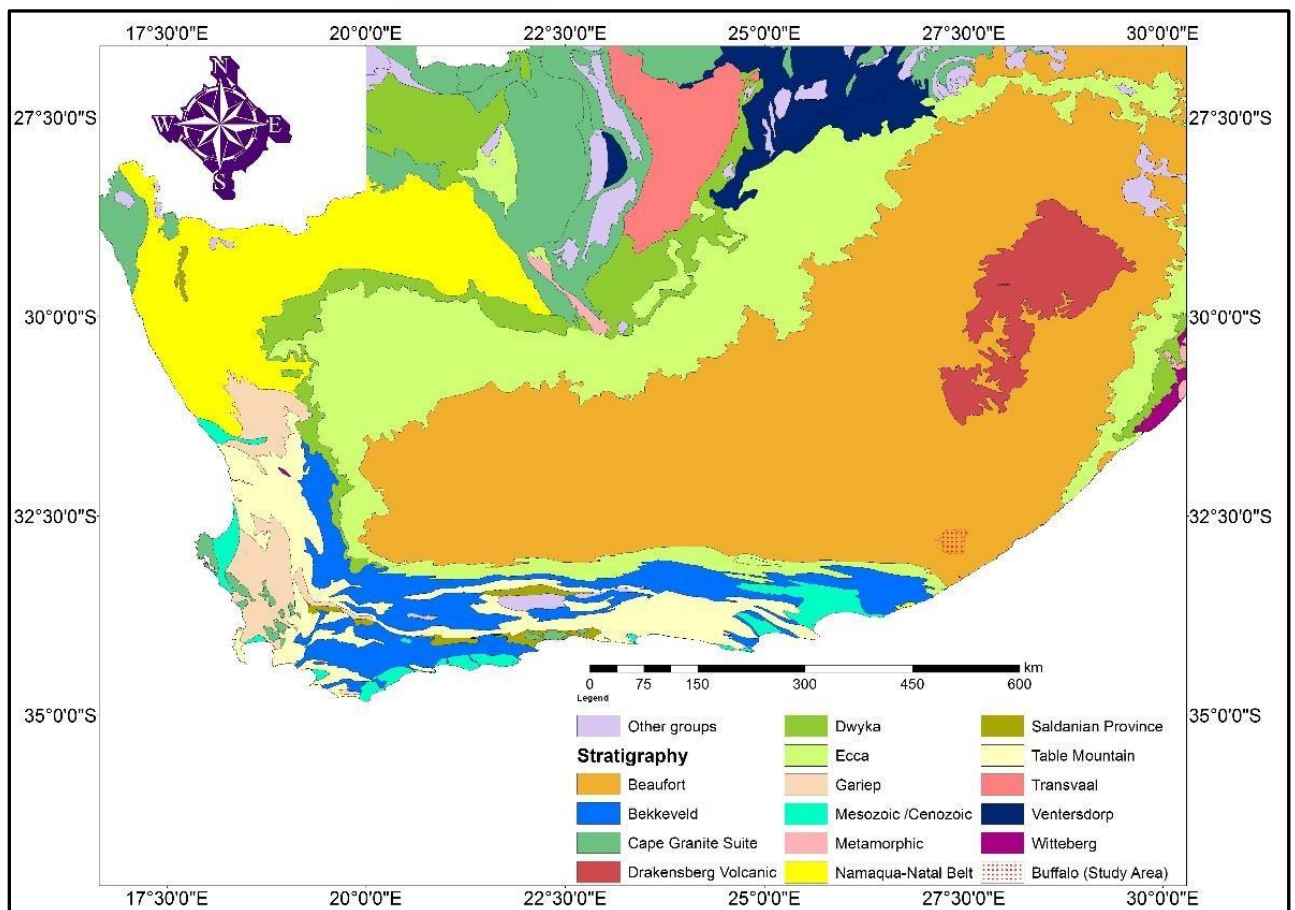 17°30'0"E 20°0'0"E 22°30'0"E 25°0'0"E 27°30'0"E 30°0'0"E
N
W E
S
27°30'0"S 27°30'0"S
30°0'0"S 30°0'0"S
32°30'0"S 32°30'0"S
35°0'0"S 35°0'0"S
km
0 75 150 300 450 600
Legend
Other groups
Stratigraphy
Beaufort
Bekkeveld
Cape Granite Suite
Drakensberg Volcanic
Dwyka
Ecca
Gariep
Mesozoic /Cenozoic
Metamorphic
Namaqua-Natal Belt
Saldanian Province
Table Mountain
Transvaal
Ventersdorp
Witteberg
Buffalo (Study Area)
17°30'0"E 20°0'0"E 22°30'0"E 25°0'0"E 27°30'0"E 30°0'0"E